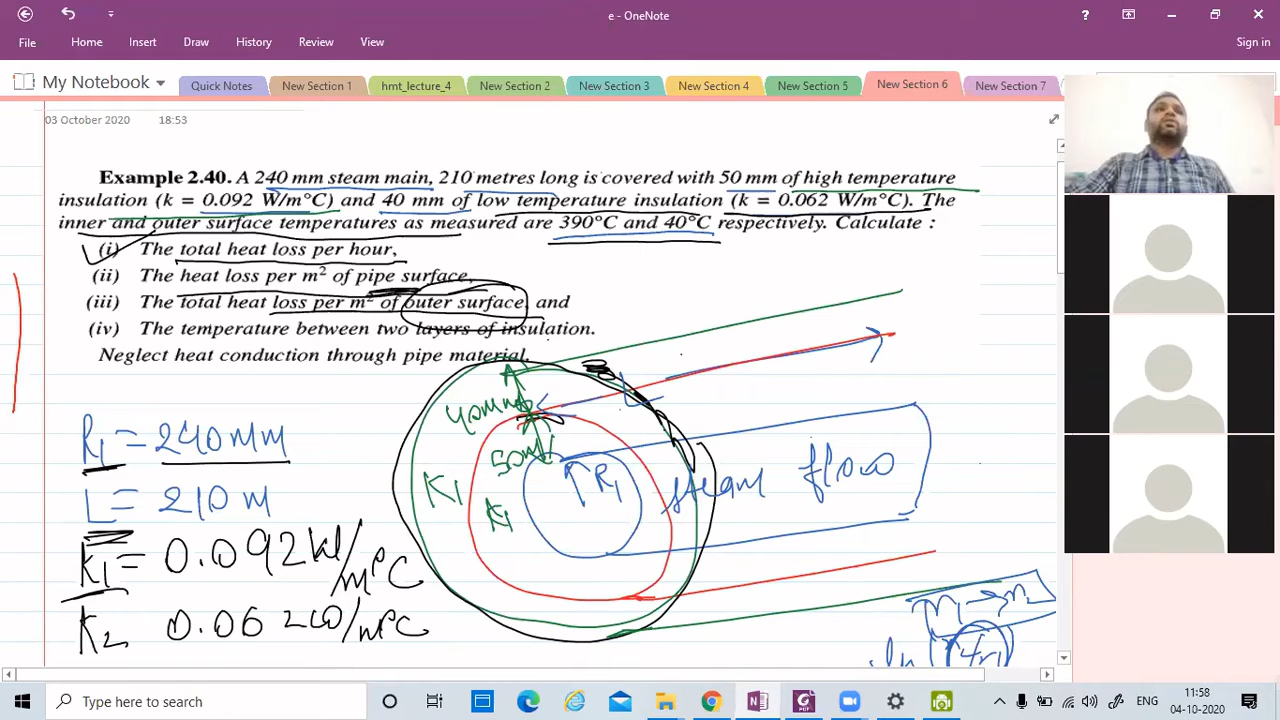 e - OneNote
File Home Insert Draw History Review View Sign in
My Notebook Quick Notes New Section 1 hmt_lecture_4 New Section 2 New Section 3 New Section 4 New Section 5 New Section 6 New Section 7
03 October 2020 18:53
Example 2.40. A 240 mm steam main, 210 metres long is covered with 50 mm of high temperature
insulation (k = 0.092 W/m°C) and 40 mm of low temperature insulation (k = 0.062 W/m°C). The
inner and outer surface temperatures as measured are 390°C and 40°C respectively. Calculate :
(i) The total heat loss per hour,
(ii) The heat loss per m² of pipe surface,
(iii) The total heat loss per m² of outer surface, and
(iv) The temperature between two layers of insulation.
Neglect heat conduction through pipe material.
L
40mm
R1 = 240mm
50m
K1 R1 steam flow
L = 210 m
K1
K1 = 0.092 W/m°C
r1 → r2
K2 0.062 W/m°C
ln
Type here to search
ENG
11:58
04-10-2020